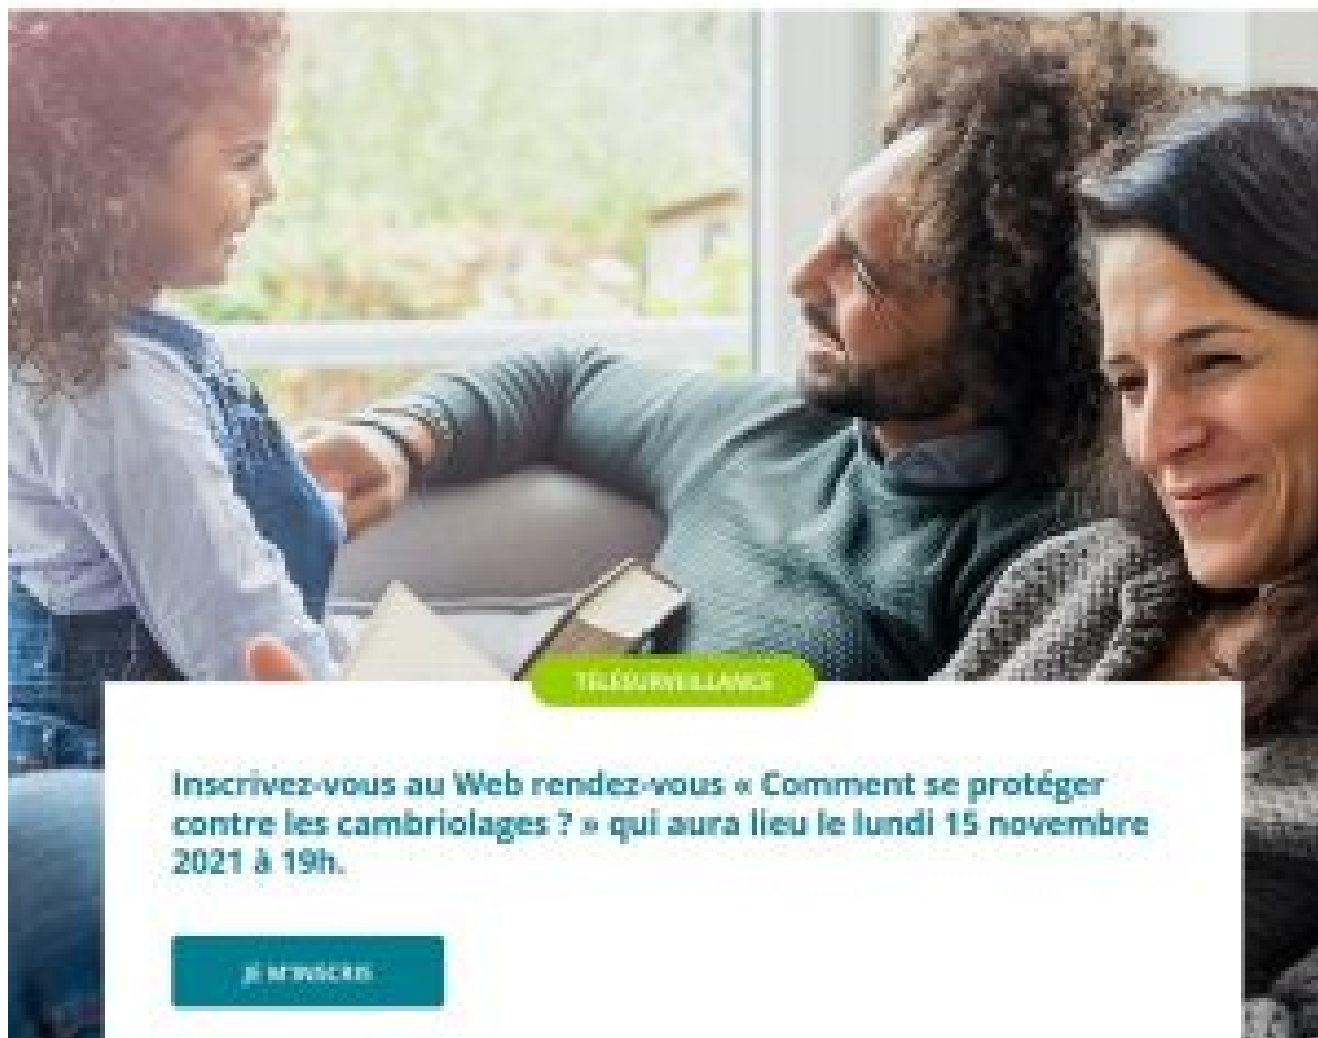 TÉLÉSURVEILLANCE
Inscrivez-vous au Web rendez-vous « Comment se protéger
contre les cambriolages ? » qui aura lieu le lundi 15 novembre
2021 à 19h.
JE M'INSCRIS